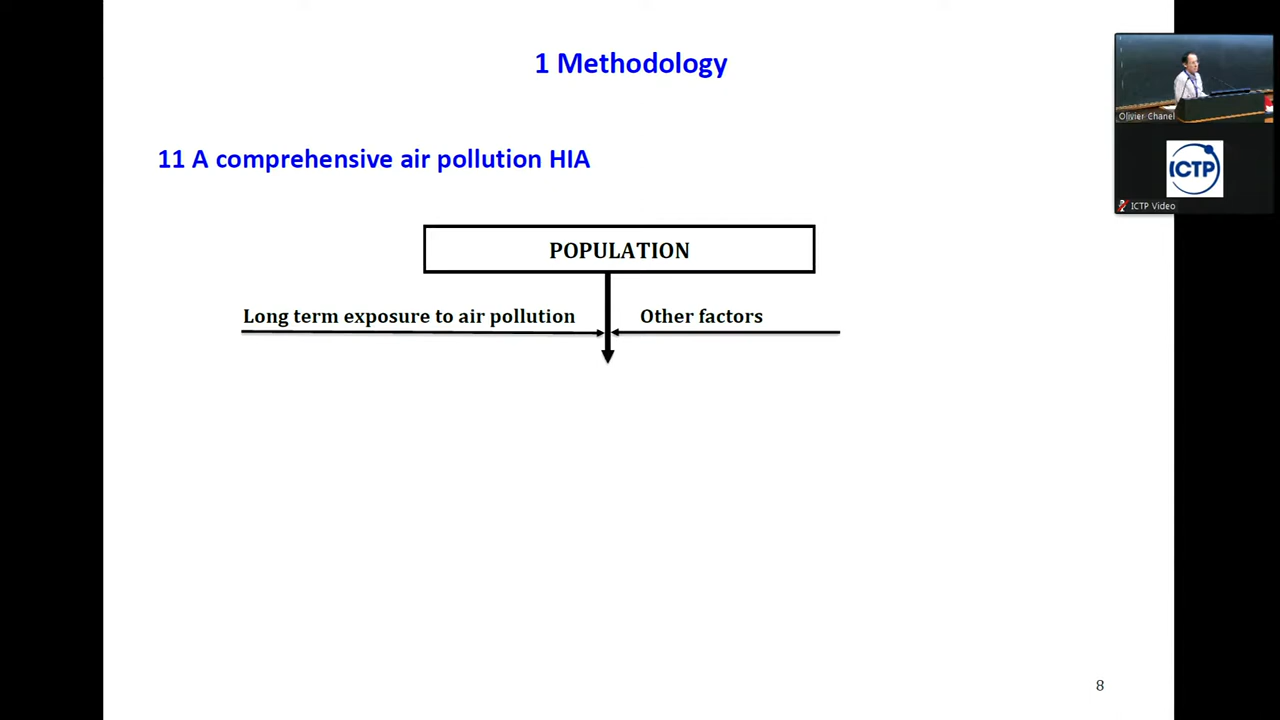 1 Methodology
11 A comprehensive air pollution HIA
POPULATION
Long term exposure to air pollution
Other factors
8
Olivier Chanel
ICTP
ICTP Video